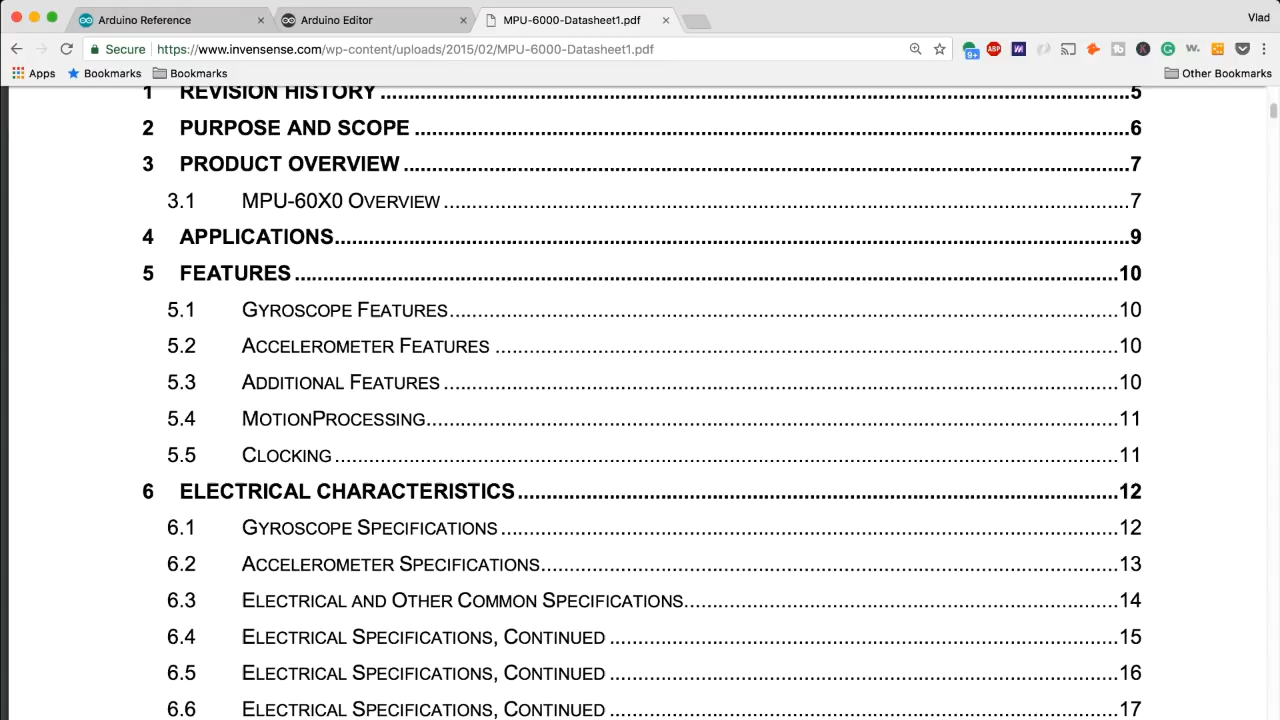 Arduino Reference
Arduino Editor
MPU-6000-Datasheet1.pdf
Vlad
Secure https://www.invensense.com/wp-content/uploads/2015/02/MPU-6000-Datasheet1.pdf
9+ ABP
Apps Bookmarks Bookmarks Other Bookmarks
1 REVISION HISTORY 5
2 PURPOSE AND SCOPE 6
3 PRODUCT OVERVIEW 7
3.1 MPU-60X0 OVERVIEW 7
4 APPLICATIONS 9
5 FEATURES 10
5.1 GYROSCOPE FEATURES 10
5.2 ACCELEROMETER FEATURES 10
5.3 ADDITIONAL FEATURES 10
5.4 MOTIONPROCESSING 11
5.5 CLOCKING 11
6 ELECTRICAL CHARACTERISTICS 12
6.1 GYROSCOPE SPECIFICATIONS 12
6.2 ACCELEROMETER SPECIFICATIONS 13
6.3 ELECTRICAL AND OTHER COMMON SPECIFICATIONS 14
6.4 ELECTRICAL SPECIFICATIONS, CONTINUED 15
6.5 ELECTRICAL SPECIFICATIONS, CONTINUED 16
6.6 ELECTRICAL SPECIFICATIONS, CONTINUED 17